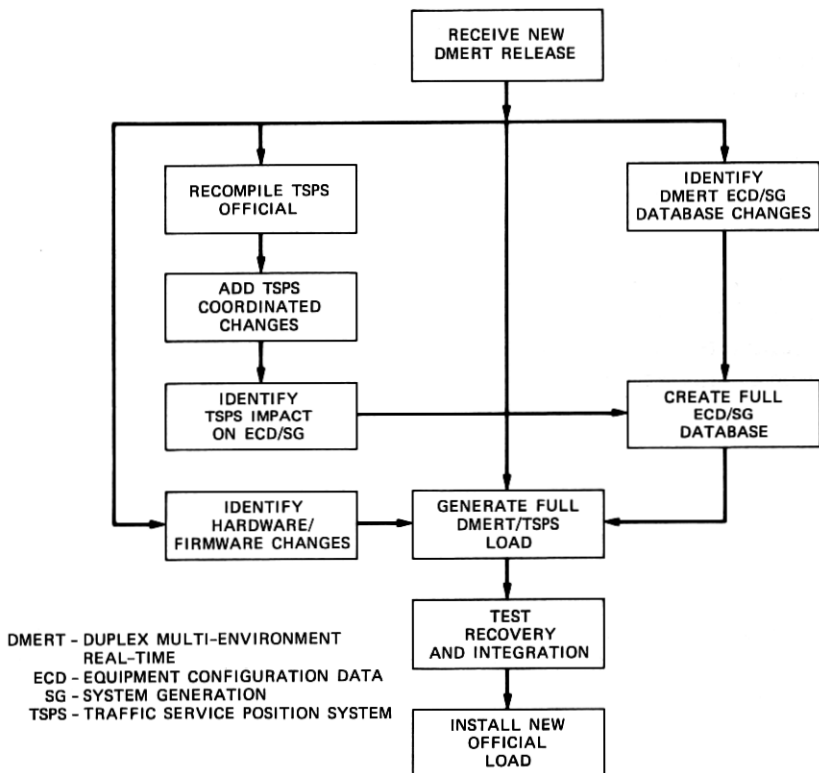 RECEIVE NEW
DMERT RELEASE
RECOMPILE TSPS
OFFICIAL
IDENTIFY
DMERT ECD/SG
DATABASE CHANGES
ADD TSPS
COORDINATED
CHANGES
IDENTIFY
TSPS IMPACT
ON ECD/SG
CREATE FULL
ECD/SG
DATABASE
IDENTIFY
HARDWARE/
FIRMWARE CHANGES
GENERATE FULL
DMERT/TSPS
LOAD
TEST
RECOVERY
AND INTEGRATION
INSTALL NEW
OFFICIAL
LOAD
DMERT - DUPLEX MULTI-ENVIRONMENT
REAL-TIME
ECD - EQUIPMENT CONFIGURATION DATA
SG - SYSTEM GENERATION
TSPS - TRAFFIC SERVICE POSITION SYSTEM